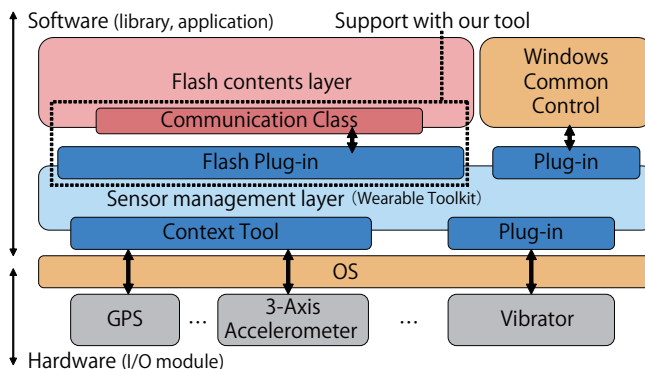 Software (library, application)
Support with our tool
Flash contents layer
Windows
Common
Control
Communication Class
Flash Plug-in
Plug-in
Sensor management layer (Wearable Toolkit)
Context Tool
Plug-in
OS
GPS
...
3-Axis
Accelerometer
...
Vibrator
Hardware (I/O module)